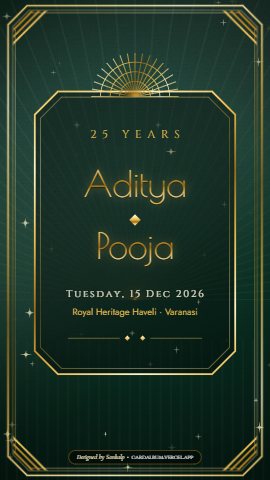 25 YEARS
Aditya
Pooja
Tuesday, 15 Dec 2026
Royal Heritage Haveli · Varanasi
Designed by Sankalp • CARDALBUM.VERCEL.APP